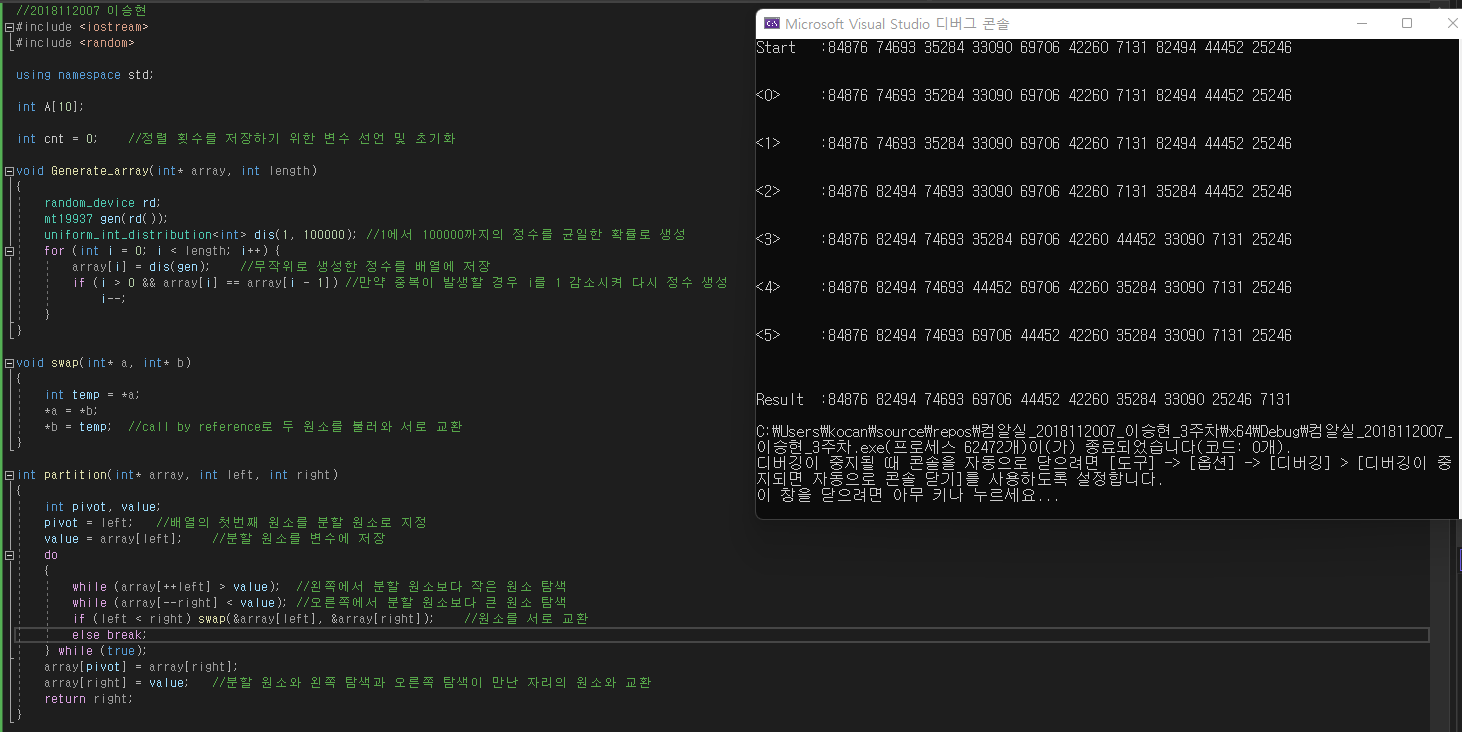 //2018112007 이승현
#include <iostream>
#include <random>
using namespace std;
int A[10];
int cnt = 0;    //정렬 횟수를 저장하기 위한 변수 선언 및 초기화
void Generate_array(int* array, int length)
{
    random_device rd;
    mt19937 gen(rd());
    uniform_int_distribution<int> dis(1, 100000); //1에서 100000까지의 정수를 균일한 확률로 생성
    for (int i = 0; i < length; i++) {
        array[i] = dis(gen);    //무작위로 생성한 정수를 배열에 저장
        if (i > 0 && array[i] == array[i - 1]) //만약 중복이 발생할 경우 i를 1 감소시켜 다시 정수 생성
            i--;
    }
}
void swap(int* a, int* b)
{
    int temp = *a;
    *a = *b;
    *b = temp;  //call by reference로 두 원소를 불러와 서로 교환
}
int partition(int* array, int left, int right)
{
    int pivot, value;
    pivot = left;   //배열의 첫번째 원소를 분할 원소로 지정
    value = array[left];    //분할 원소를 변수에 저장
    do
    {
        while (array[++left] > value);  //왼쪽에서 분할 원소보다 작은 원소 탐색
        while (array[--right] < value); //오른쪽에서 분할 원소보다 큰 원소 탐색
        if (left < right) swap(&array[left], &array[right]);    //원소를 서로 교환
        else break;
    } while (true);
    array[pivot] = array[right];
    array[right] = value;   //분할 원소와 왼쪽 탐색과 오른쪽 탐색이 만난 자리의 원소와 교환
    return right;
}
Microsoft Visual Studio 디버그 콘솔
Start   :84876 74693 35284 33090 69706 42260 7131 82494 44452 25246
<0>     :84876 74693 35284 33090 69706 42260 7131 82494 44452 25246
<1>     :84876 74693 35284 33090 69706 42260 7131 82494 44452 25246
<2>     :84876 82494 74693 33090 69706 42260 7131 35284 44452 25246
<3>     :84876 82494 74693 35284 69706 42260 44452 33090 7131 25246
<4>     :84876 82494 74693 44452 69706 42260 35284 33090 7131 25246
<5>     :84876 82494 74693 69706 44452 42260 35284 33090 7131 25246
Result  :84876 82494 74693 69706 44452 42260 35284 33090 25246 7131
C:₩Users₩kocan₩source₩repos₩컴알실_2018112007_이승현_3주차₩x64₩Debug₩컴알실_2018112007_
이승현_3주차.exe(프로세스 62472개)이(가) 종료되었습니다(코드: 0개).
디버깅이 중지될 때 콘솔을 자동으로 닫으려면 [도구] -> [옵션] -> [디버깅] > [디버깅이 중
지되면 자동으로 콘솔 닫기]를 사용하도록 설정합니다.
이 창을 닫으려면 아무 키나 누르세요...